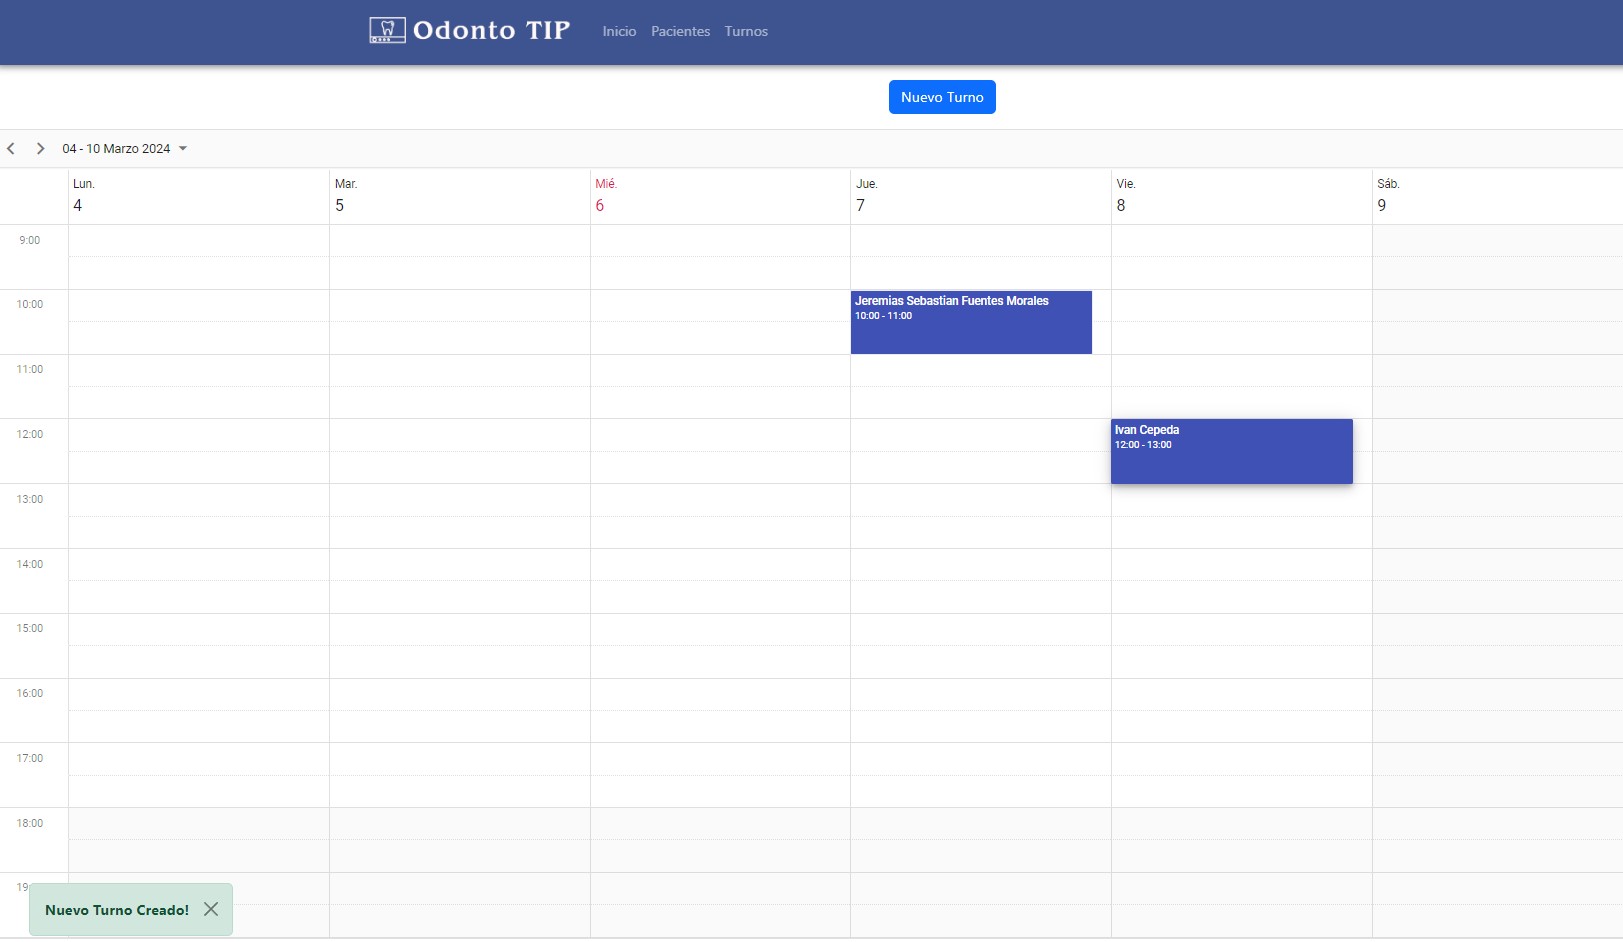 Odonto TIP
Inicio Pacientes Turnos
Nuevo Turno
04 - 10 Marzo 2024
Lun. Mar. Mié. Jue. Vie. Sáb.
4 5 6 7 8 9
9:00
10:00
Jeremias Sebastian Fuentes Morales
10:00 - 11:00
11:00
12:00
Ivan Cepeda
12:00 - 13:00
13:00
14:00
15:00
16:00
17:00
18:00
19:
Nuevo Turno Creado!